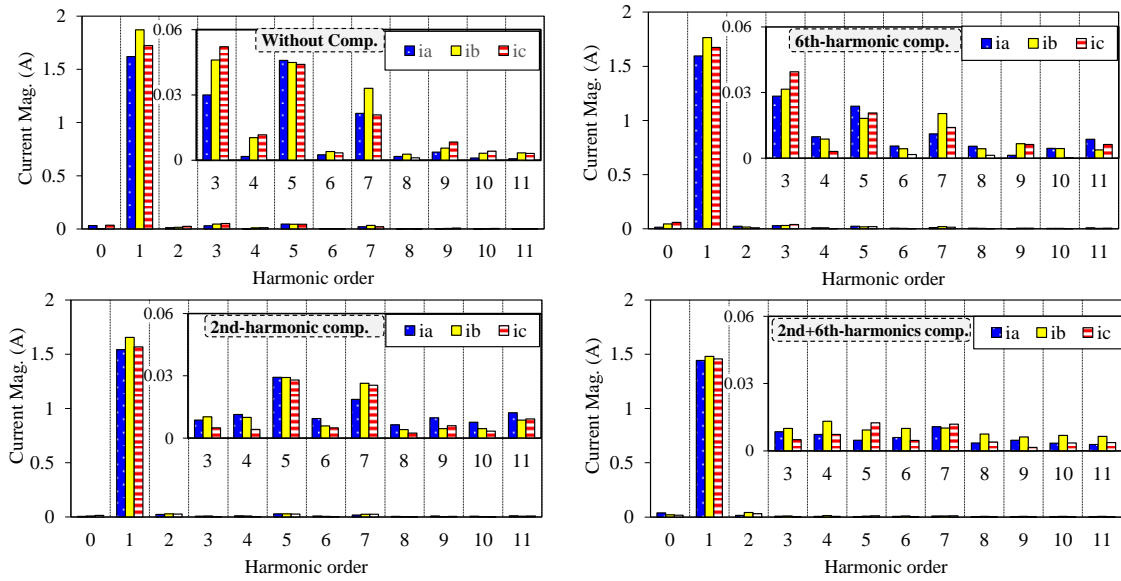 Without Comp.
ia ib ic
Current Mag. (A)
2
1.5
1
0.5
0
0.06
0.03
0
3 4 5 6 7 8 9 10 11
0 1 2 3 4 5 6 7 8 9 10 11
Harmonic order
6th-harmonic comp.
ia ib ic
Current Mag. (A)
2
1.5
1
0.5
0
0.06
0.03
0
3 4 5 6 7 8 9 10 11
0 1 2 3 4 5 6 7 8 9 10 11
Harmonic order
2nd-harmonic comp.
ia ib ic
Current Mag. (A)
2
1.5
1
0.5
0
0.06
0.03
0
3 4 5 6 7 8 9 10 11
0 1 2 3 4 5 6 7 8 9 10 11
Harmonic order
2nd+6th-harmonics comp.
ia ib ic
Current Mag. (A)
2
1.5
1
0.5
0
0.06
0.03
0
3 4 5 6 7 8 9 10 11
0 1 2 3 4 5 6 7 8 9 10 11
Harmonic order